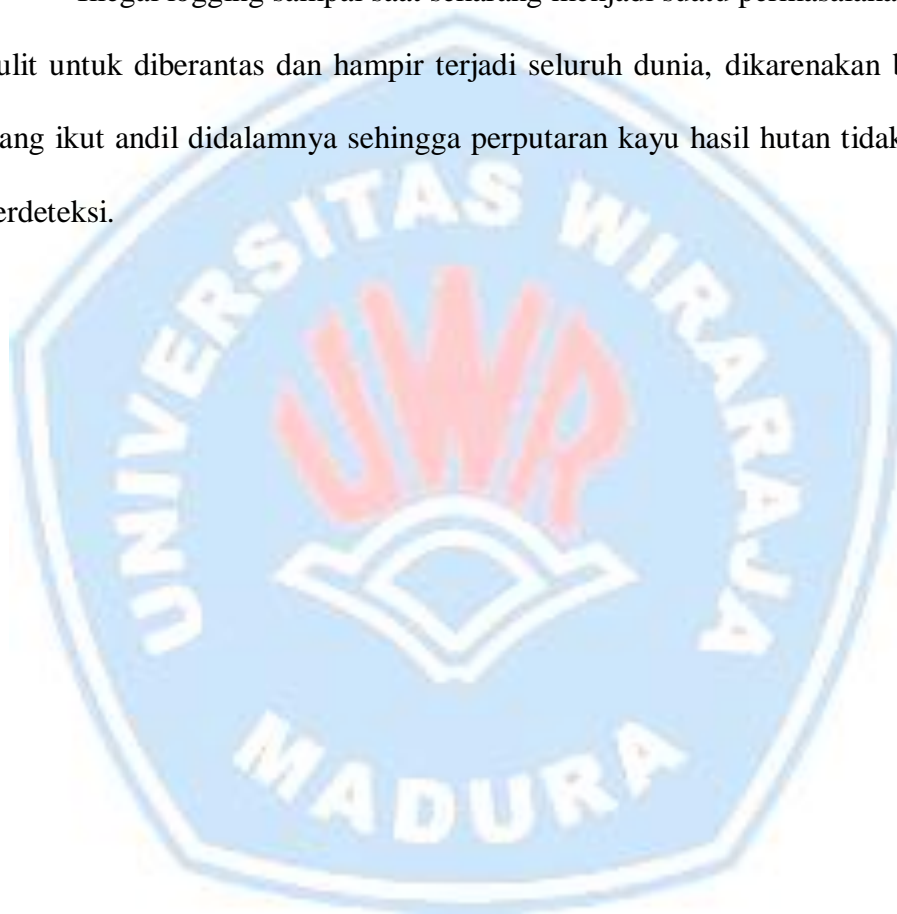 Illegal logging sampai saat sekarang menjadi suatu
ulit untuk diberantas dan hampir terjadi seluruh dunia, dikarenakan
ang ikut andil didalamnya sehingga perputaran kayu hasil hutan tidak
erdeteksi.
UNIVERSITAS WIRARAJA
UWR
MADURA